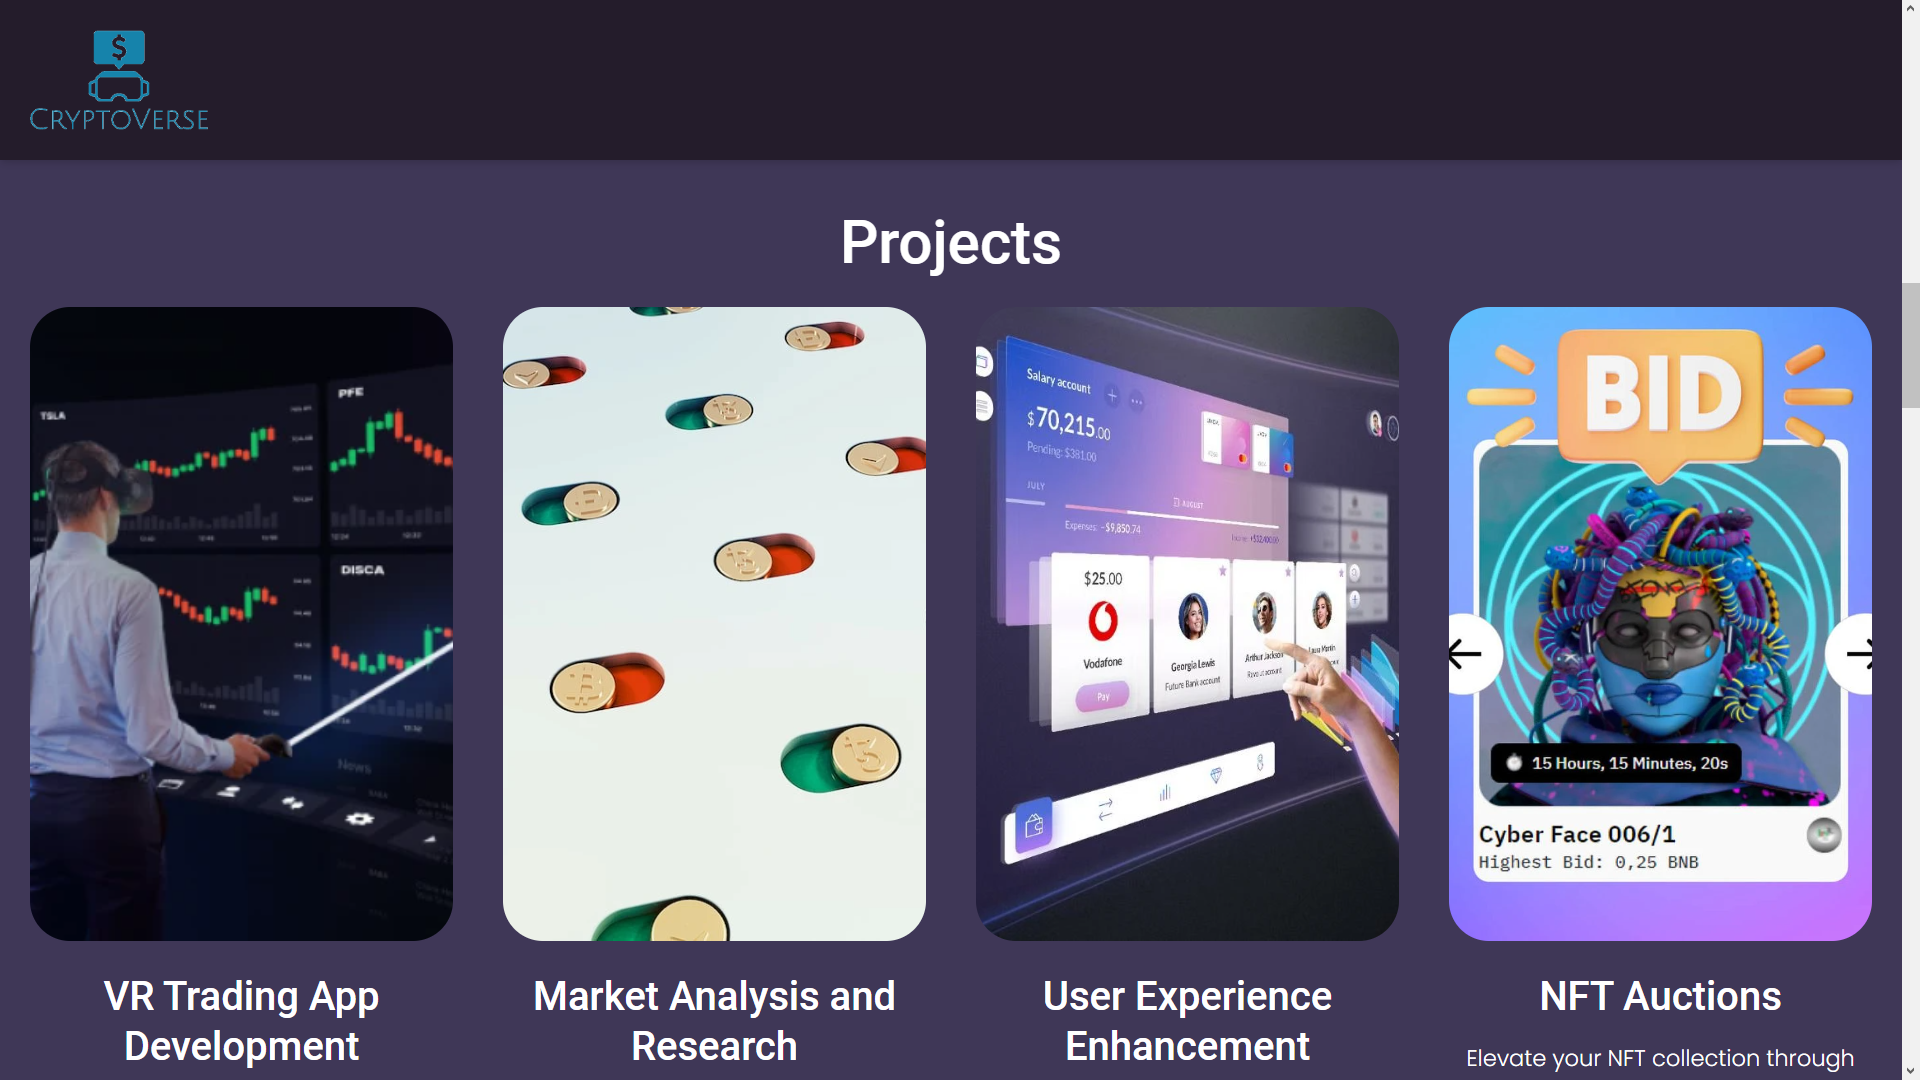 $
CRYPTOVERSE
Projects
TSLA
PFE
DISCA
News
Salary account
$70,215.00
Pending: $381.00
JULY
AUGUST
Expenses: -$9,850.74
$25.00
Vodafone
Pay
Georgia Lewis
Future Bank account
Arthur Jackson
Revolut account
BID
15 Hours, 15 Minutes, 20s
Cyber Face 006/1
Highest Bid: 0,25 BNB
VR Trading App
Development
Market Analysis and
Research
User Experience
Enhancement
NFT Auctions
Elevate your NFT collection through